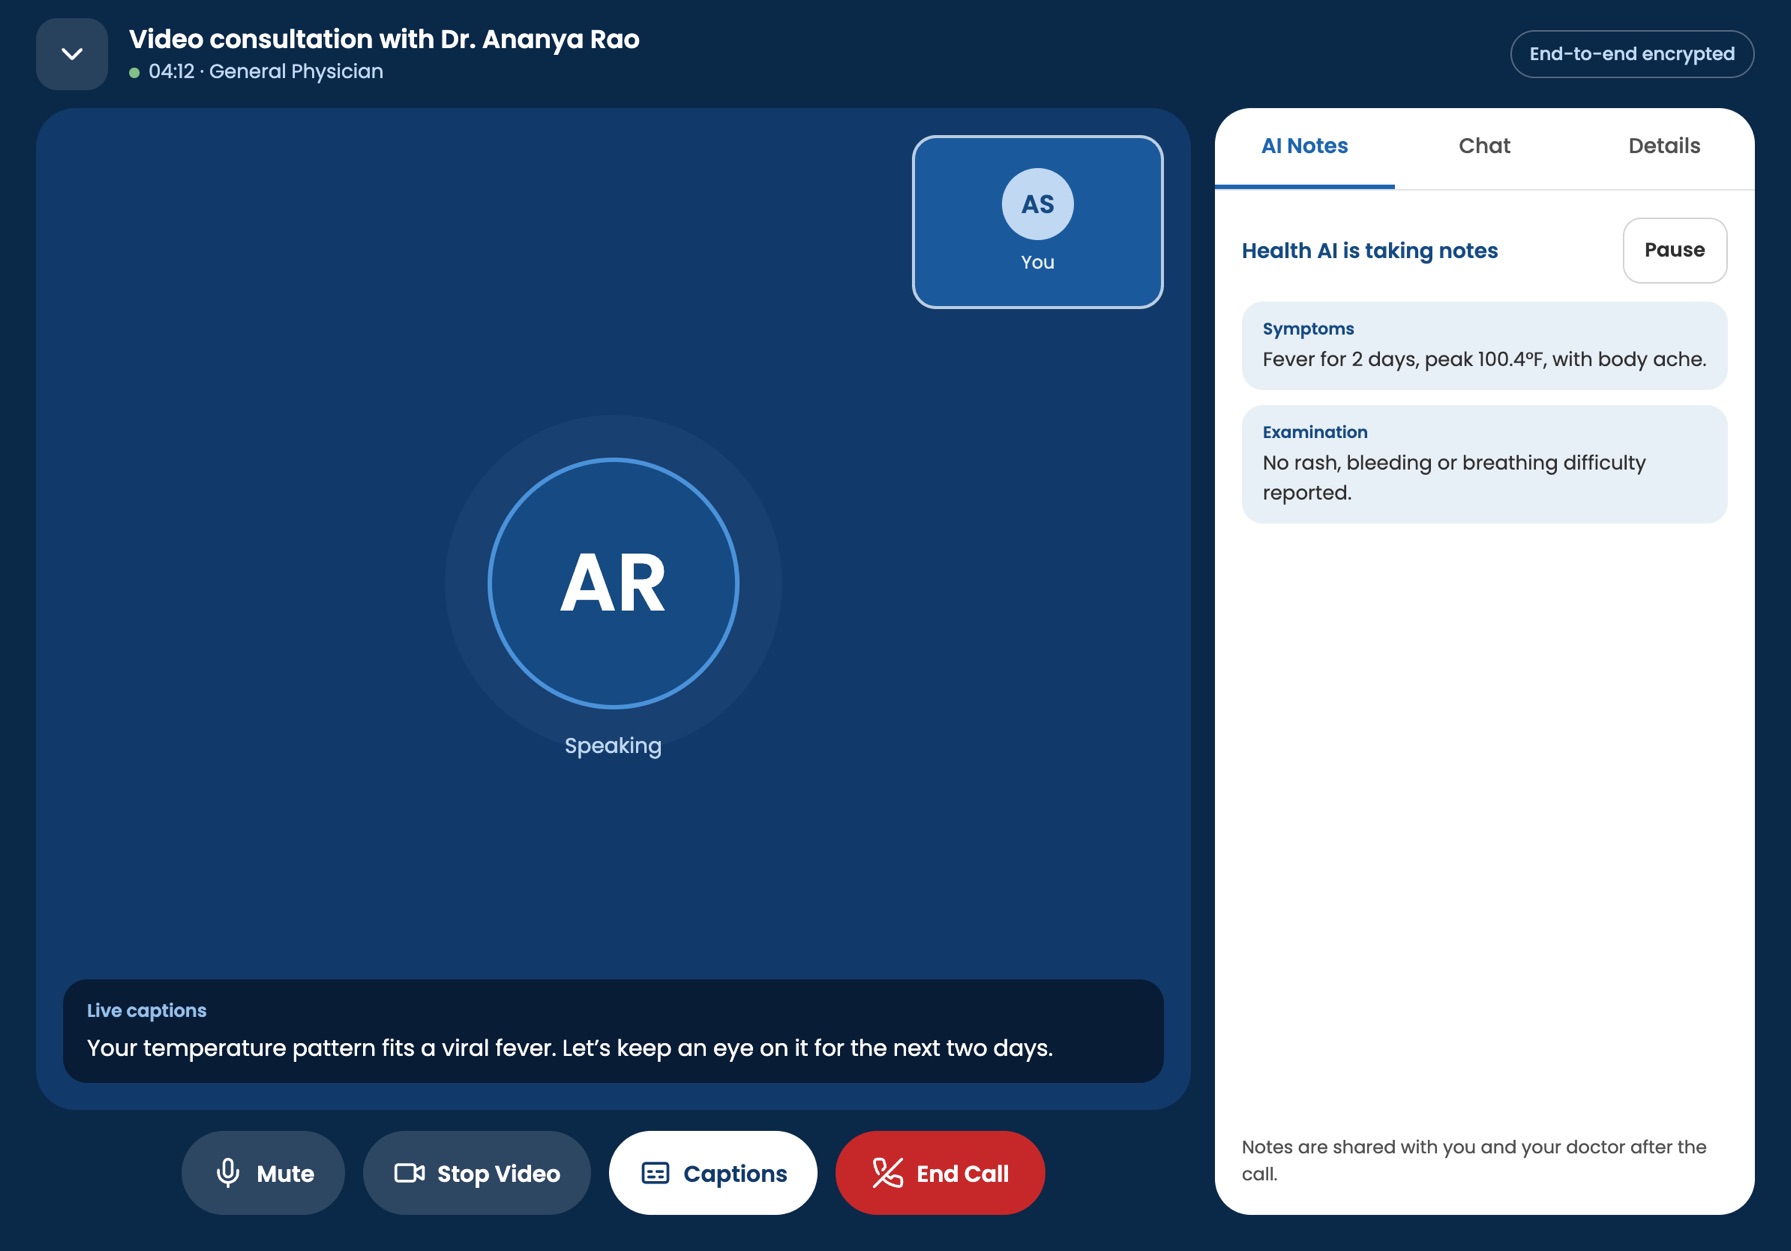 Video consultation with Dr. Ananya Rao
04:12 · General Physician
End-to-end encrypted
AS
You
AR
Speaking
Live captions
Your temperature pattern fits a viral fever. Let’s keep an eye on it for the next two days.
Mute
Stop Video
Captions
End Call
AI Notes
Chat
Details
Health AI is taking notes
Pause
Symptoms
Fever for 2 days, peak 100.4°F, with body ache.
Examination
No rash, bleeding or breathing difficulty
reported.
Notes are shared with you and your doctor after the
call.